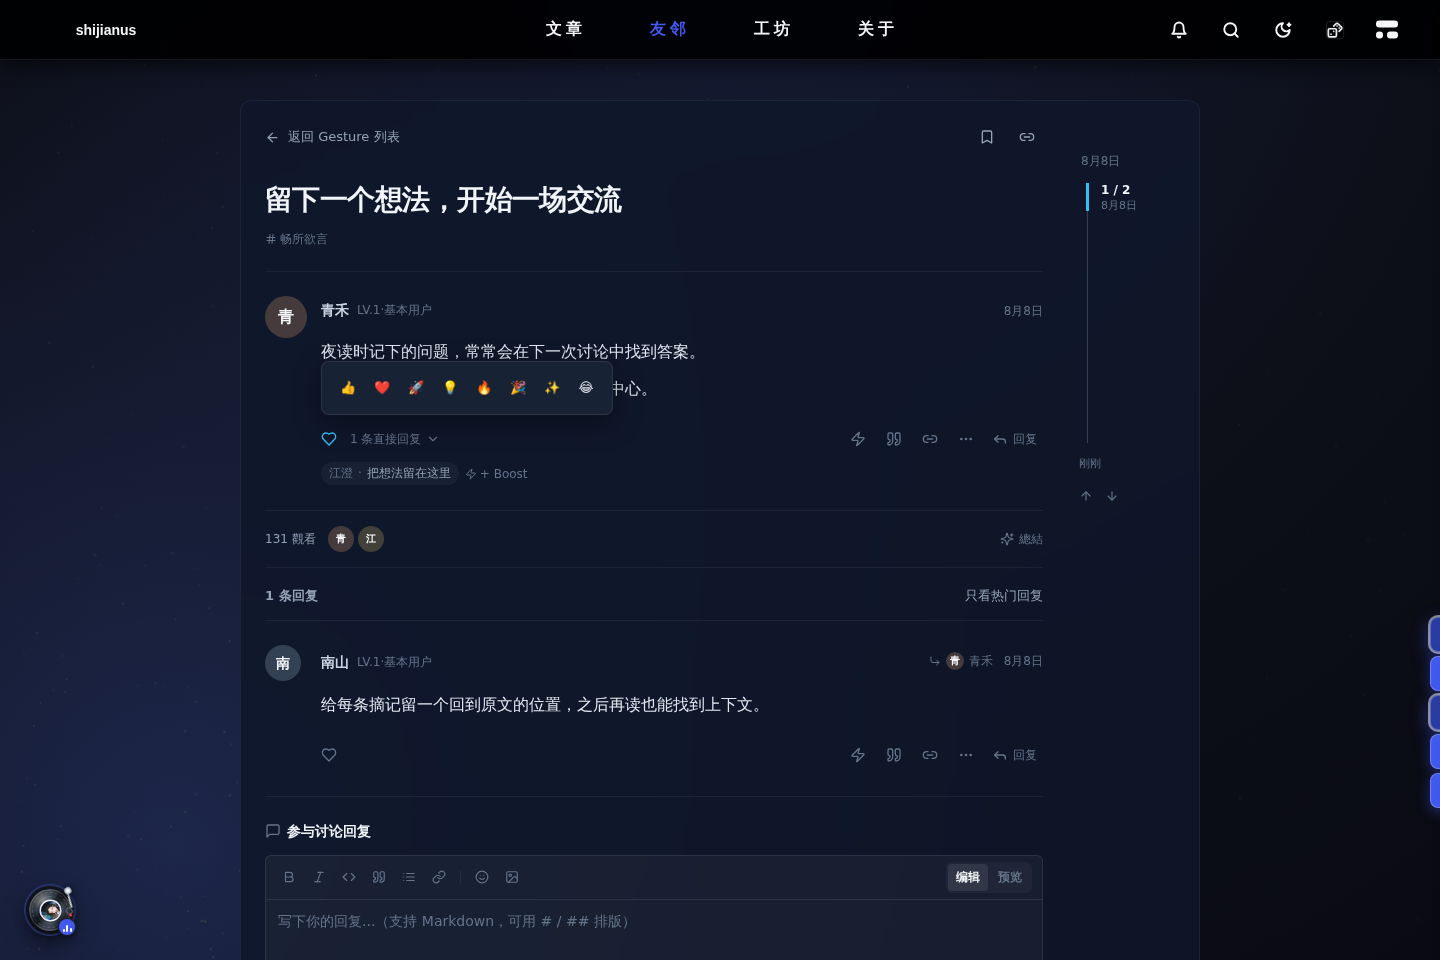 shijianus
文章 友邻 工坊 关于
返回 Gesture 列表
8月8日
1 / 2
8月8日
留下一个想法，开始一场交流
# 畅所欲言
青 青禾 LV.1·基本用户 8月8日
夜读时记下的问题，常常会在下一次讨论中找到答案。
👍 ❤️ 🚀 💡 🔥 🎉 ✨ 😂 中心。
1 条直接回复 回复
刚刚
江澄 · 把想法留在这里 + Boost
131 觀看 青 江 總結
1 条回复 只看热门回复
南 南山 LV.1·基本用户 青 青禾 8月8日
给每条摘记留一个回到原文的位置，之后再读也能找到上下文。
回复
参与讨论回复
编辑 预览
写下你的回复...（支持 Markdown，可用 # / ## 排版）